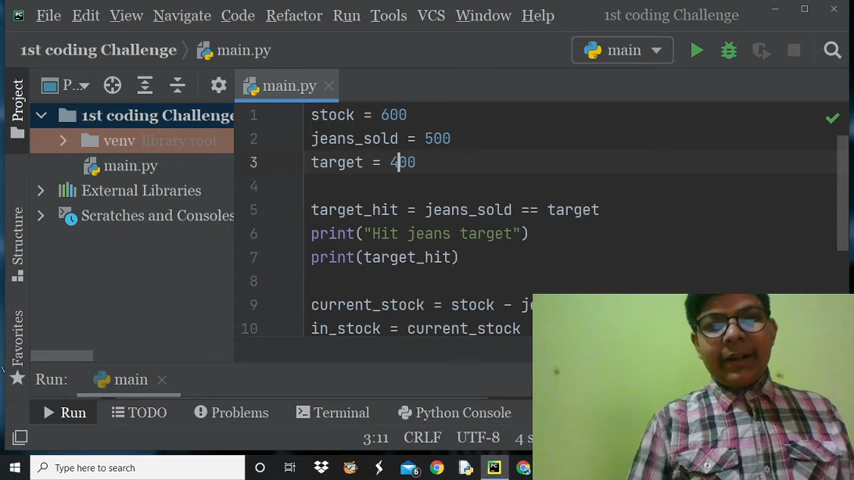 File Edit View Navigate Code Refactor Run Tools VCS Window Help 1st coding Challenge
1st coding Challenge main.py main
Project
P... main.py
1st coding Challenge
venv library root
main.py
External Libraries
Scratches and Consoles
Structure
Favorites
1 stock = 600
2 jeans_sold = 500
3 target = 400
4
5 target_hit = jeans_sold == target
6 print("Hit jeans target")
7 print(target_hit)
8
9 current_stock = stock - je
10 in_stock = current_stock
Run: main
Run TODO Problems Terminal Python Console
3:11 CRLF UTF-8 4 s
Type here to search 6